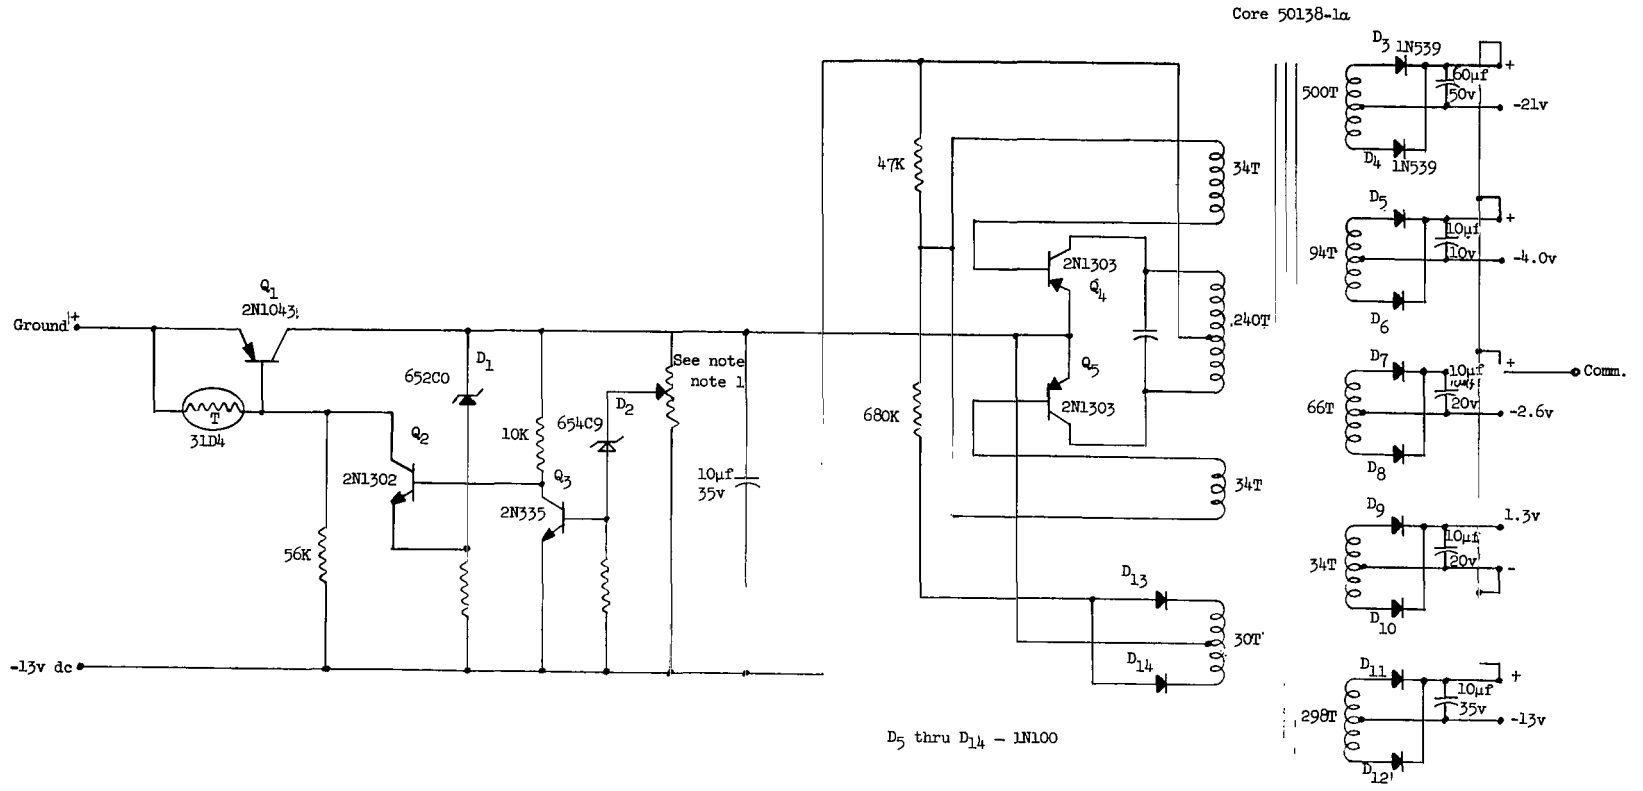 Core 50138-1a
D3 1N539
60µf
50v
+
500T
-21v
D4 1N539
47K
34T
D5
+
10µf
10v
94T
-4.0v
D6
2N1303
Q4
Q1
2N1043
Ground +
240T
D1
See note
note 1
Q5
D7
+
10µf
20v
Comm.
652C0
D2
2N1303
66T
-2.6v
T
31D4
Q2
10K
654C9
680K
D8
2N1302
Q3
2N335
10µf
35v
34T
D9
1.3v
10µf
20v
56K
34T
-
D13
D10
30T
-13v dc
D14
D11
+
10µf
35v
298T
-13v
D5 thru D14 - 1N100
D12